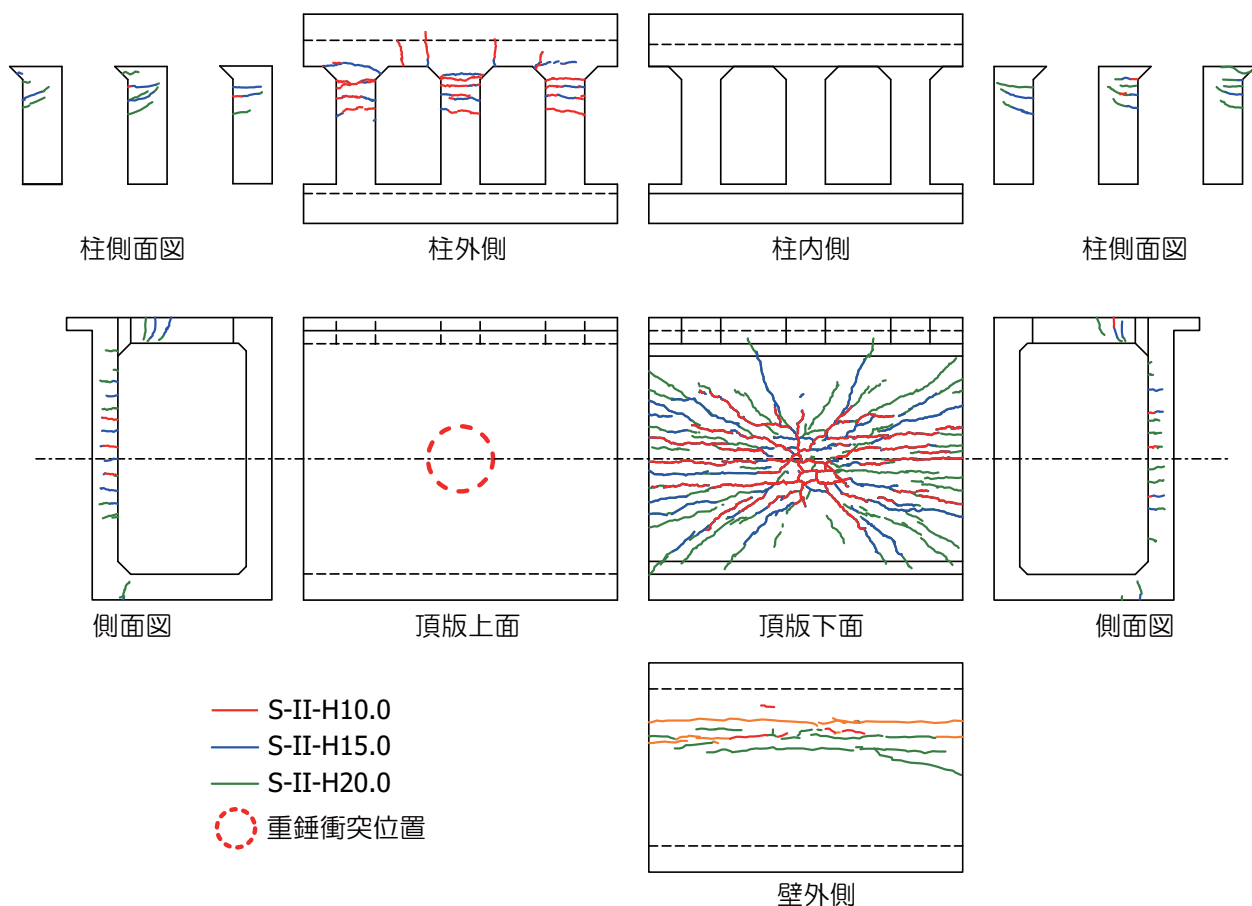 柱側面図
柱外側
柱内側
柱側面図
側面図
頂版上面
頂版下面
側面図
S-II-H10.0
S-II-H15.0
S-II-H20.0
重錘衝突位置
壁外側